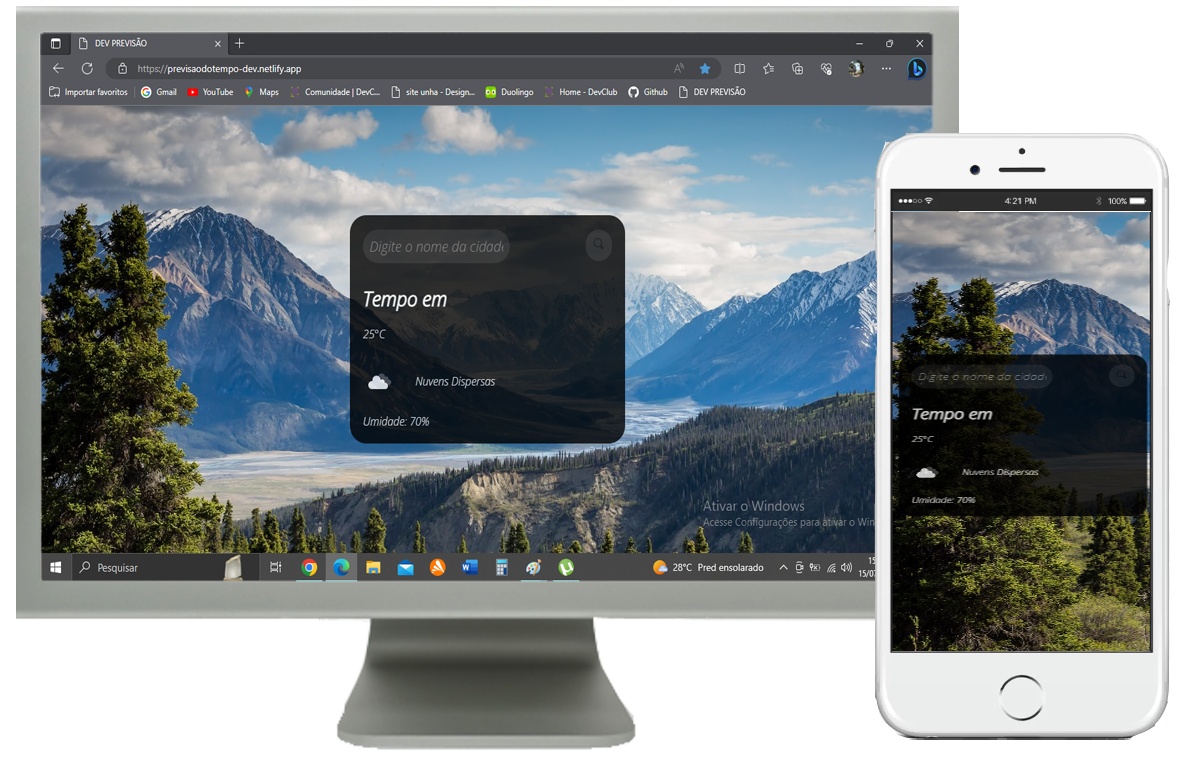 DEV PREVISÃO
https://previsaodotempo-dev.netlify.app
Importar favoritos Gmail YouTube Maps Comunidade | DevC... site unha - Design... Duolingo Home - DevClub Github DEV PREVISÃO
Digite o nome da cidad
Tempo em
25°C
Nuvens Dispersas
Umidade: 70%
Ativar o Windows
Acesse Configurações para ativar o Win
Pesquisar
28°C Pred ensolarado
15
15/07
4:21 PM
100%
Digite o nome da cidad
Tempo em
25°C
Nuvens Dispersas
Umidade: 70%